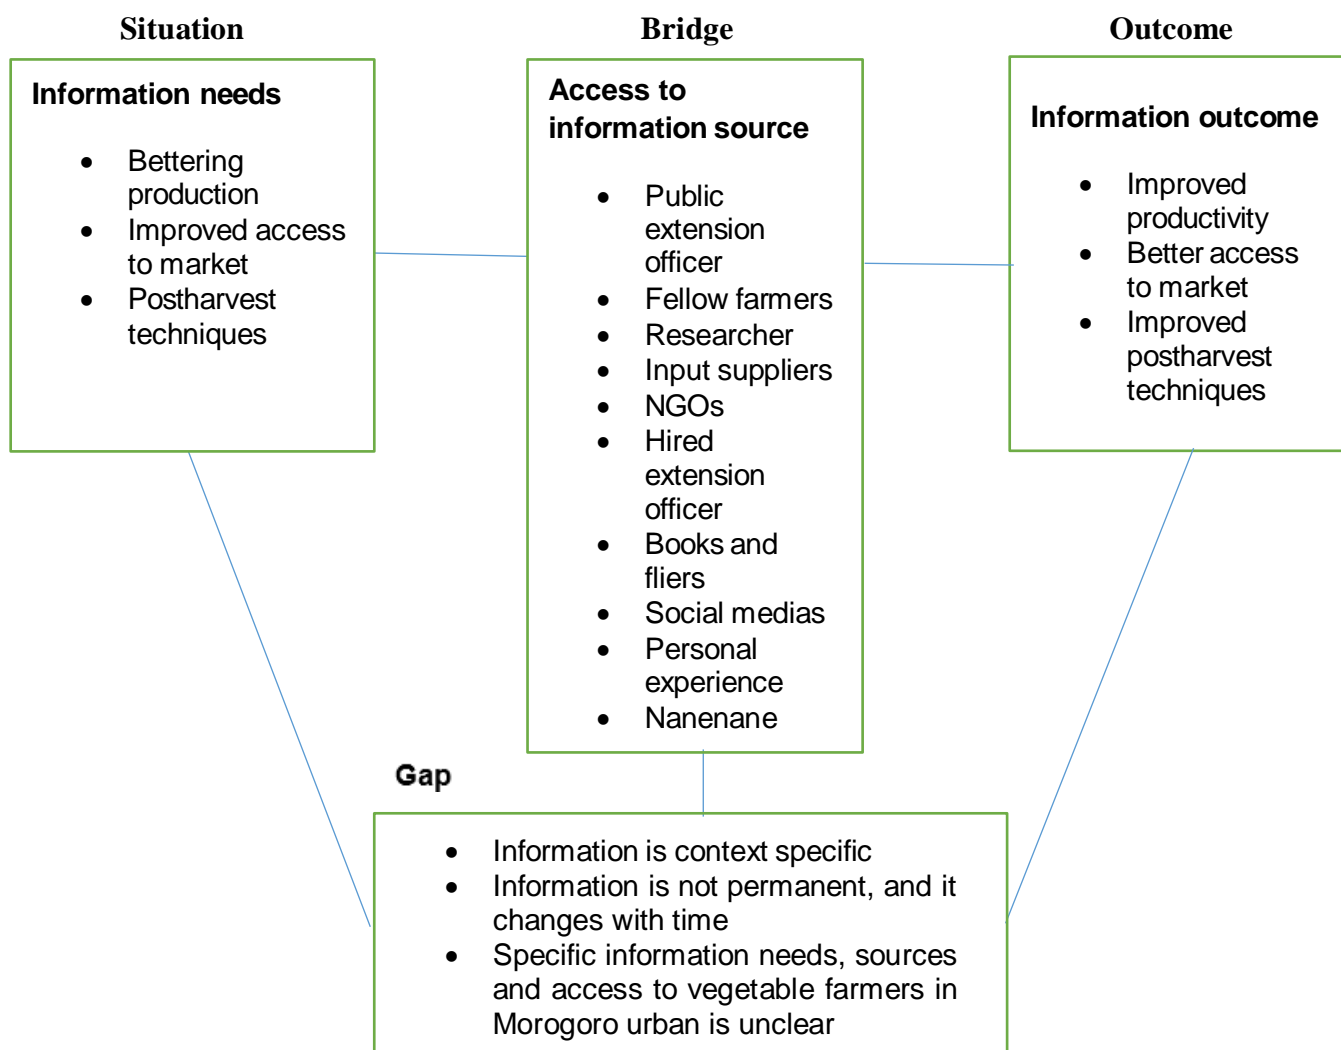 Situation
Bridge
Outcome
Information needs
• Bettering
production
• Improved access
to market
• Postharvest
techniques
Access to
information source
• Public
extension
officer
• Fellow farmers
• Researcher
• Input suppliers
• NGOs
• Hired
extension
officer
• Books and
fliers
• Social medias
• Personal
experience
• Nanenane
Information outcome
• Improved
productivity
• Better access
to market
• Improved
postharvest
techniques
Gap
• Information is context specific
• Information is not permanent, and it
changes with time
• Specific information needs, sources
and access to vegetable farmers in
Morogoro urban is unclear